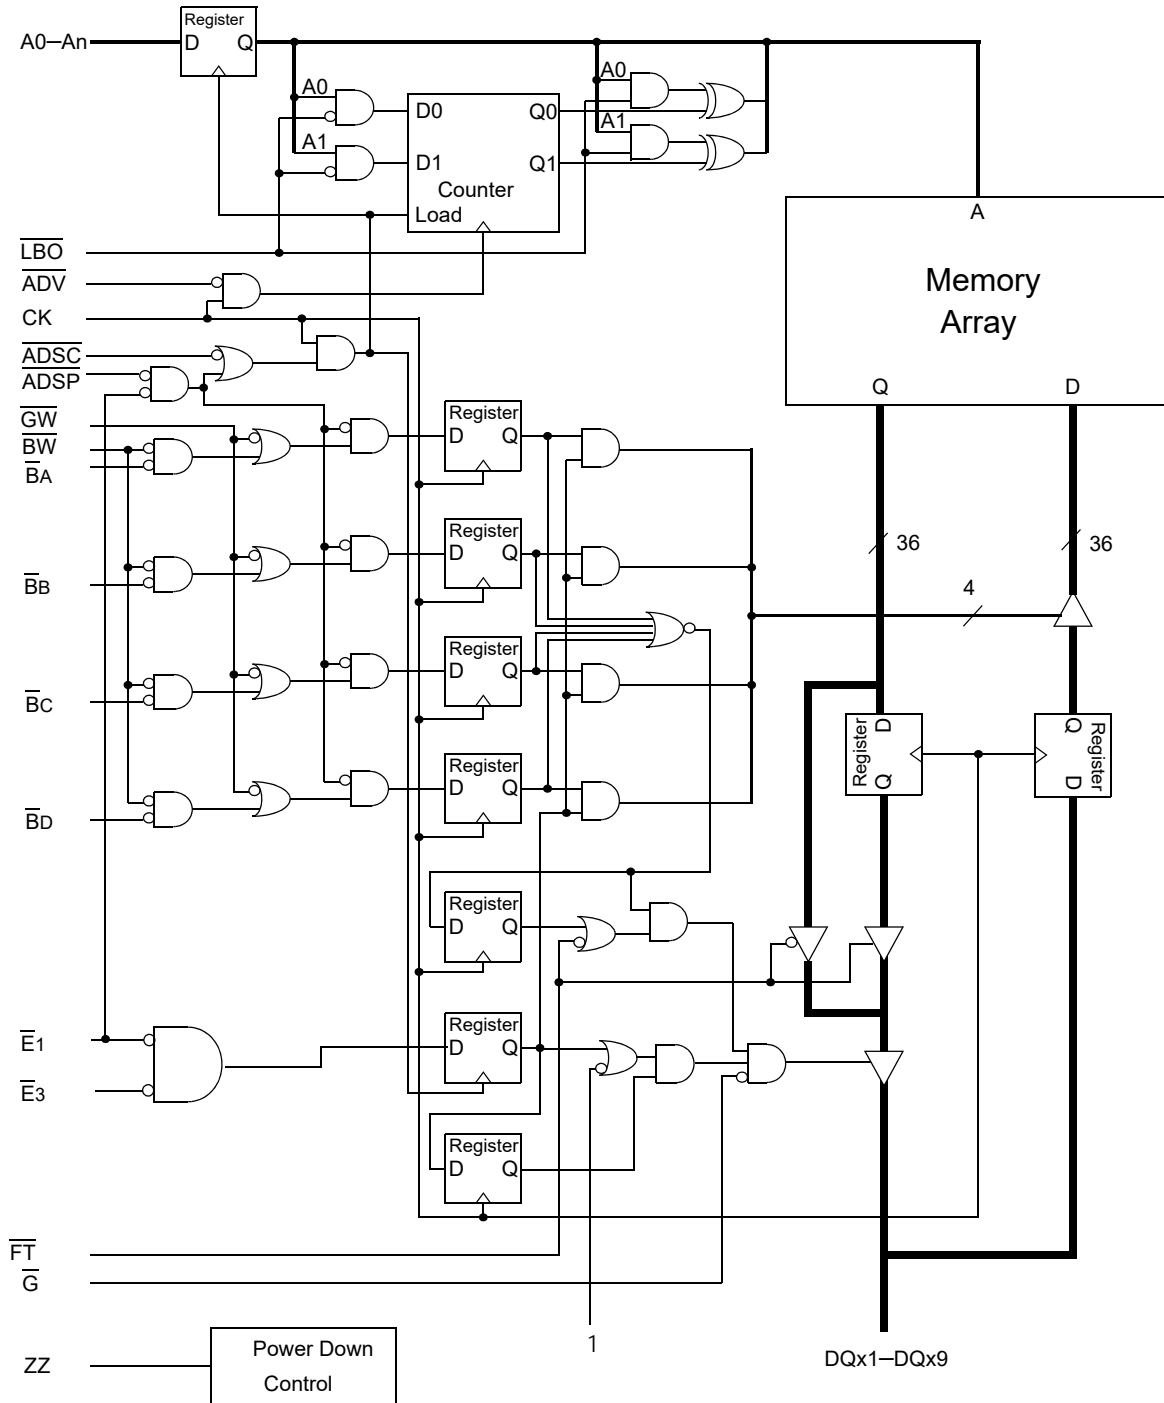 Register
A0–An
D Q
A0
A0
D0
Q0
A1
A1
D1
Q1
Counter
Load
A
LBO
ADV
Memory
CK
Array
ADSC
ADSP
Q D
GW
Register
BW
D Q
BA
Register
36 36
D Q
BB
4
Register
D Q
BC
Register D Q
Register Q D
Register
D Q
BD
Register
D Q
Register
E1
D Q
E3
Register
D Q
FT
G
1
Power Down
DQx1–DQx9
ZZ
Control